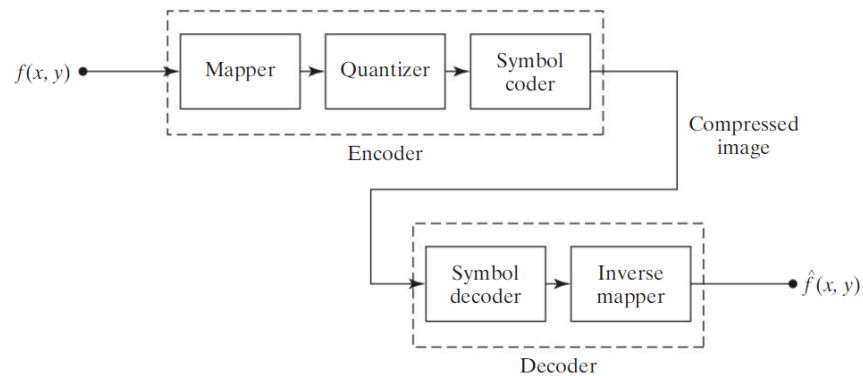 f(x, y)
Mapper
Quantizer
Symbol
coder
Encoder
Compressed
image
Symbol
decoder
Inverse
mapper
f̂(x, y)
Decoder